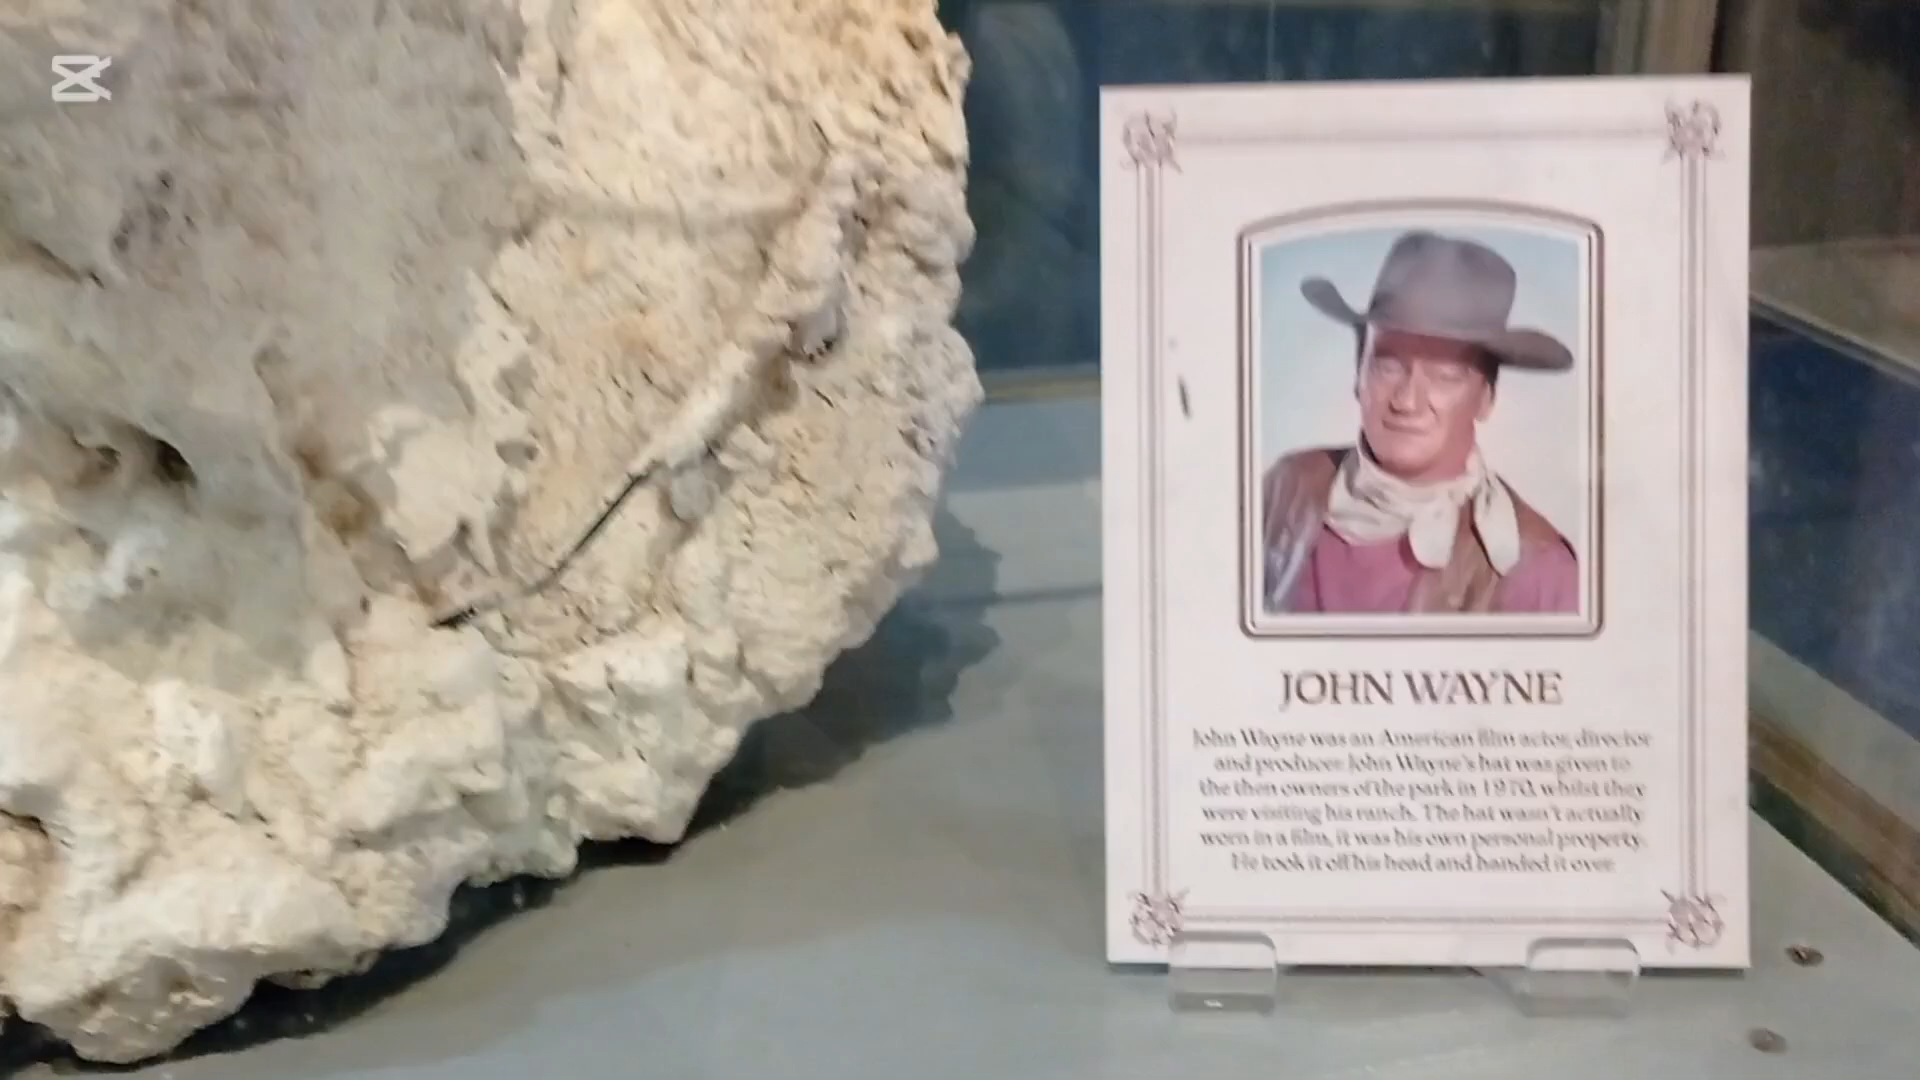 JOHN WAYNE
John Wayne was an American film actor, director
and producer. John Wayne's hat was given to
the then owners of the park in 1970, whilst they
were visiting his ranch. The hat wasn't actually
worn in a film, it was his own personal property.
He took it off his head and handed it over.